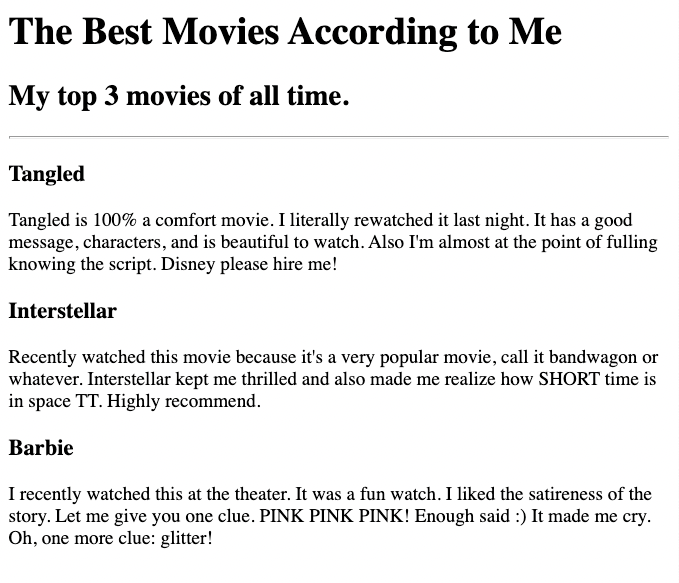 The Best Movies According to Me
My top 3 movies of all time.
Tangled
Tangled is 100% a comfort movie. I literally rewatched it last night. It has a good
message, characters, and is beautiful to watch. Also I'm almost at the point of fulling
knowing the script. Disney please hire me!
Interstellar
Recently watched this movie because it's a very popular movie, call it bandwagon or
whatever. Interstellar kept me thrilled and also made me realize how SHORT time is
in space TT. Highly recommend.
Barbie
I recently watched this at the theater. It was a fun watch. I liked the satireness of the
story. Let me give you one clue. PINK PINK PINK! Enough said :) It made me cry.
Oh, one more clue: glitter!